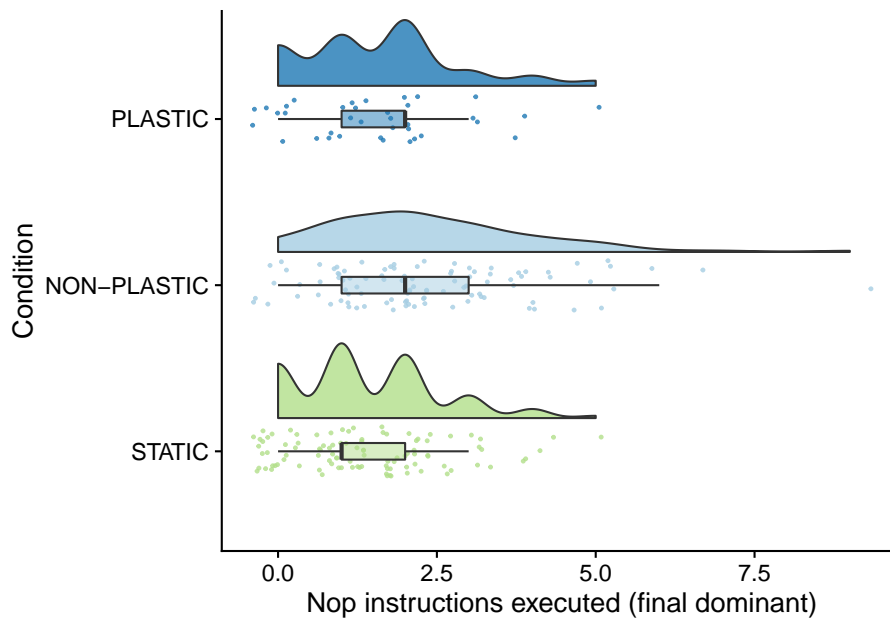 Condition
PLASTIC
NON−PLASTIC
STATIC
0.0 2.5 5.0 7.5
Nop instructions executed (final dominant)